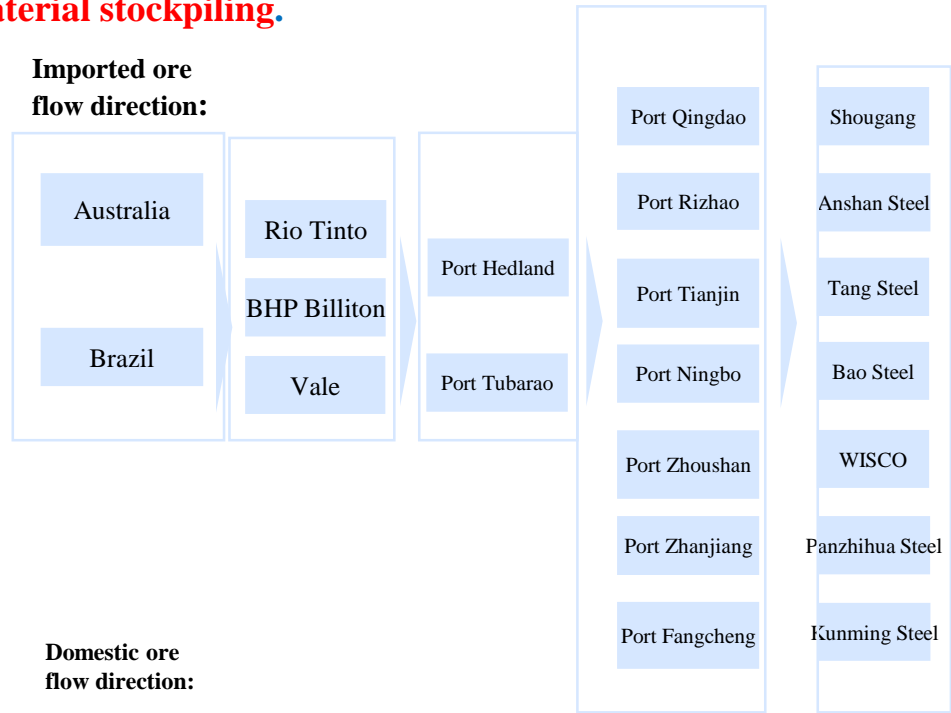 aterial stockpiling.
Imported ore
flow direction:
Australia
Brazil
Rio Tinto
BHP Billiton
Vale
Port Hedland
Port Tubarao
Port Qingdao
Port Rizhao
Port Tianjin
Port Ningbo
Port Zhoushan
Port Zhanjiang
Port Fangcheng
Shougang
Anshan Steel
Tang Steel
Bao Steel
WISCO
Panzhihua Steel
Kunming Steel
Domestic ore
flow direction: